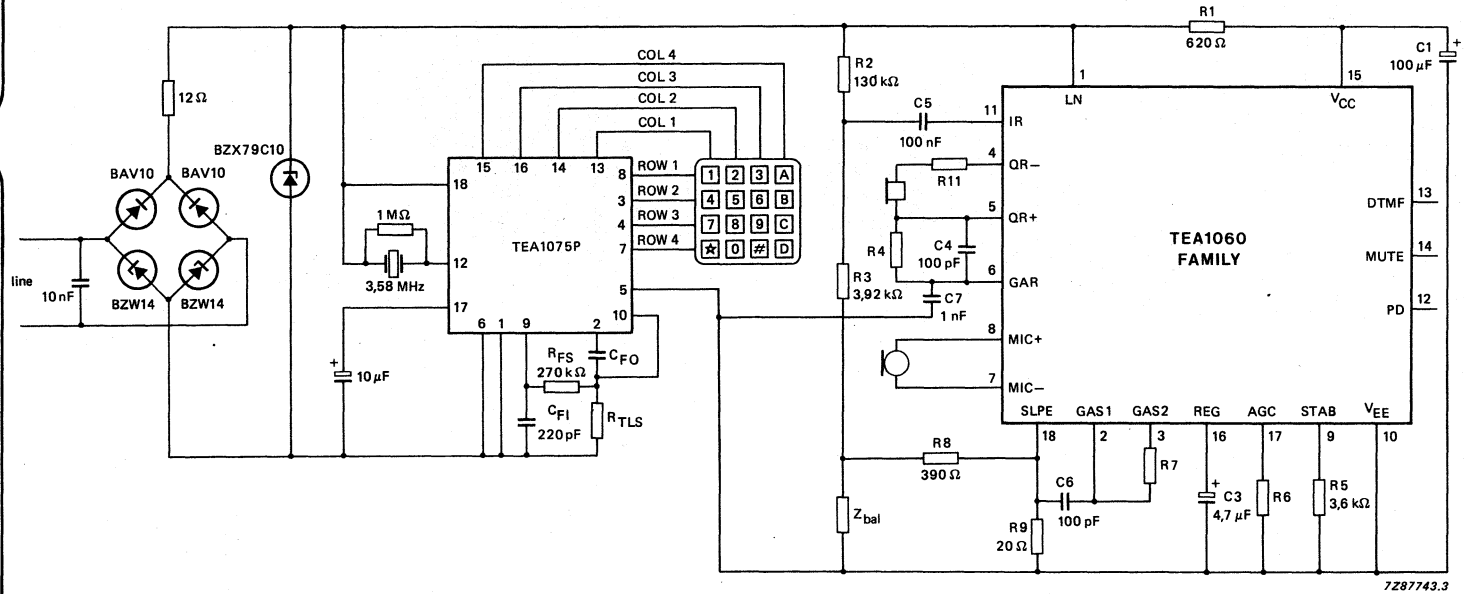 R1
620 Ω
C1
100 μF
+
COL 4
COL 3
COL 2
COL 1
R2
130 kΩ
12 Ω
1
LN
15
VCC
C5
100 nF
11
IR
BZX79C10
BAV10
BAV10
15
16
14
13
18
8
ROW 1
3
ROW 2
4
ROW 3
7
ROW 4
1 2 3 A
4 5 6 B
7 8 9 C
☆ 0 # D
4
QR−
R11
5
QR+
R4
C4
100 pF
6
GAR
C7
1 nF
13
DTMF
14
MUTE
12
PD
TEA1060
FAMILY
1 MΩ
3,58 MHz
12
TEA1075P
R3
3,92 kΩ
line
10 nF
BZW14
BZW14
17
5
10
6
1
9
2
+
10 μF
RFS
270 kΩ
CFO
CFI
220 pF
RTLS
8
MIC+
7
MIC−
SLPE
GAS1
GAS2
REG
AGC
STAB
VEE
18
2
3
16
17
9
10
R8
390 Ω
R7
C6
100 pF
+
C3
4,7 μF
R6
R5
3,6 kΩ
Zbal
R9
20 Ω
7Z87743.3